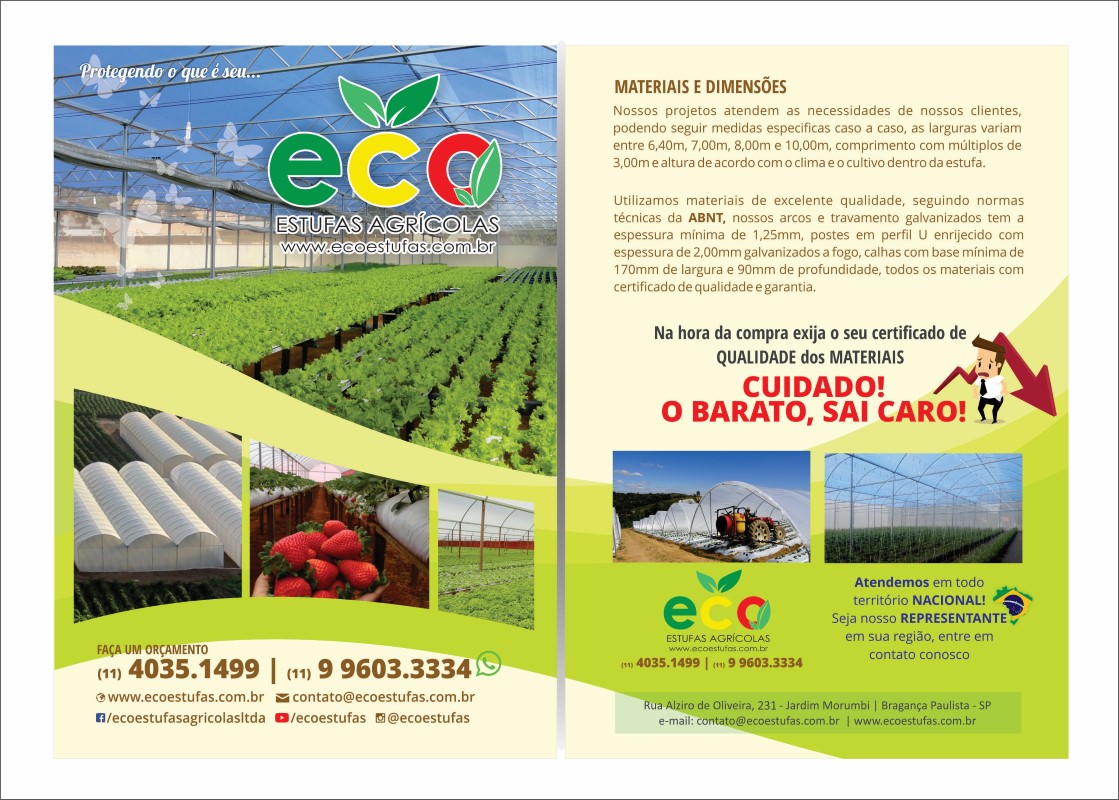 Protegendo o que é seu...
eco
ESTUFAS AGRÍCOLAS
www.ecoestufas.com.br
FAÇA UM ORÇAMENTO
(11) 4035.1499 | (11) 9 9603.3334
www.ecoestufas.com.br contato@ecoestufas.com.br
/ecoestufasagricolasltda /ecoestufas @ecoestufas
MATERIAIS E DIMENSÕES
Nossos projetos atendem as necessidades de nossos clientes,
podendo seguir medidas especificas caso a caso, as larguras variam
entre 6,40m, 7,00m, 8,00m e 10,00m, comprimento com múltiplos de
3,00m e altura de acordo com o clima e o cultivo dentro da estufa.
Utilizamos materiais de excelente qualidade, seguindo normas
técnicas da ABNT, nossos arcos e travamento galvanizados tem a
espessura mínima de 1,25mm, postes em perfil U enrijecido com
espessura de 2,00mm galvanizados a fogo, calhas com base mínima de
170mm de largura e 90mm de profundidade, todos os materiais com
certificado de qualidade e garantia.
Na hora da compra exija o seu certificado de
QUALIDADE dos MATERIAIS
CUIDADO!
O BARATO, SAI CARO!
eco
ESTUFAS AGRÍCOLAS
www.ecoestufas.com.br
(11) 4035.1499 | (11) 9 9603.3334
Atendemos em todo
território NACIONAL!
Seja nosso REPRESENTANTE
em sua região, entre em
contato conosco
Rua Alziro de Oliveira, 231 - Jardim Morumbi | Bragança Paulista - SP
e-mail: contato@ecoestufas.com.br | www.ecoestufas.com.br